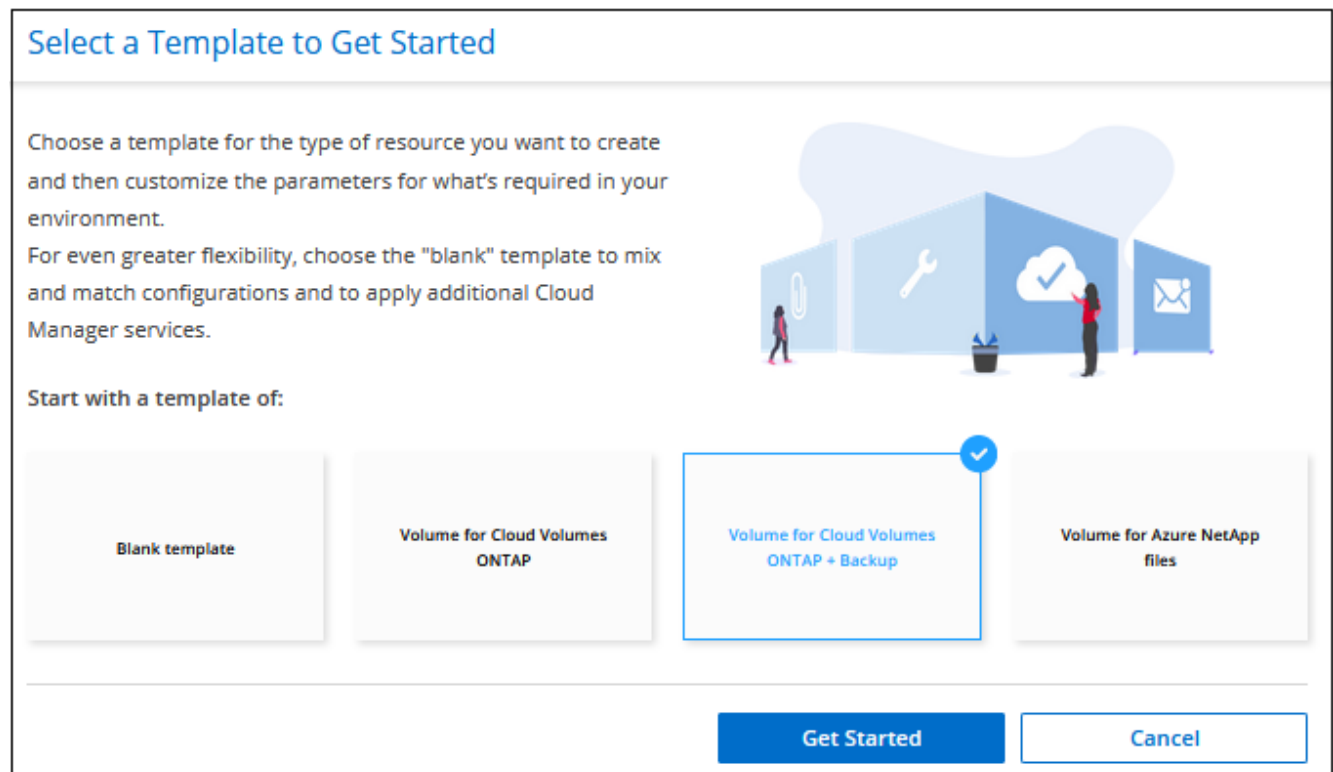 Select a Template to Get Started
Choose a template for the type of resource you want to create
and then customize the parameters for what's required in your
environment.
For even greater flexibility, choose the "blank" template to mix
and match configurations and to apply additional Cloud
Manager services.
Start with a template of:
Blank template
Volume for Cloud Volumes
ONTAP
Volume for Cloud Volumes
ONTAP + Backup
Volume for Azure NetApp
files
Get Started
Cancel